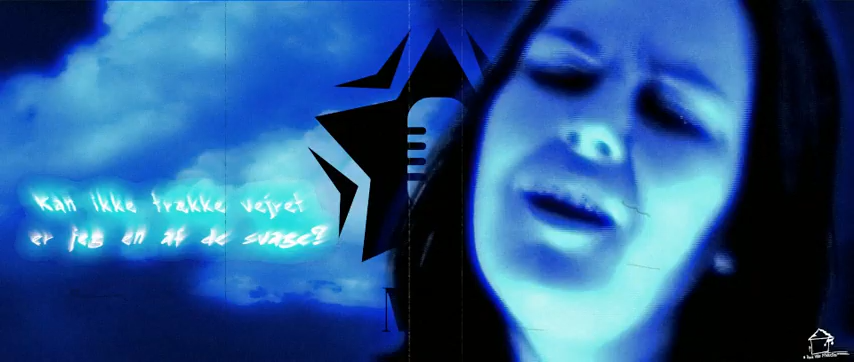 Kan ikke trække vejret
er jeg en af de svage?